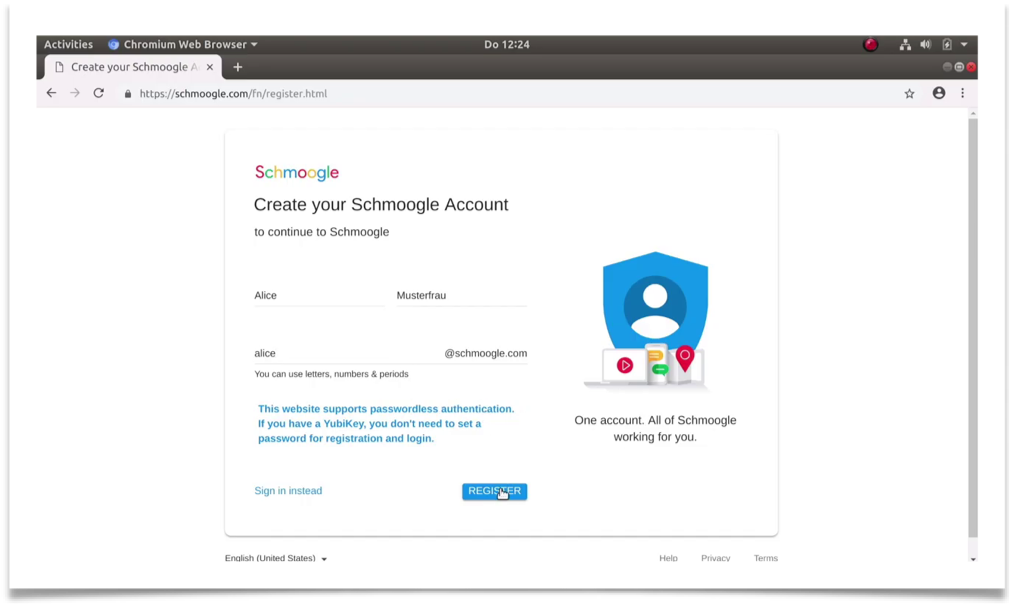 Activities Chromium Web Browser Do 12:24
Create your Schmoogle A
https://schmoogle.com/fn/register.html
Schmoogle
Create your Schmoogle Account
to continue to Schmoogle
Alice Musterfrau
alice @schmoogle.com
You can use letters, numbers & periods
This website supports passwordless authentication.
If you have a YubiKey, you don't need to set a
password for registration and login.
One account. All of Schmoogle
working for you.
Sign in instead REGISTER
English (United States) Help Privacy Terms